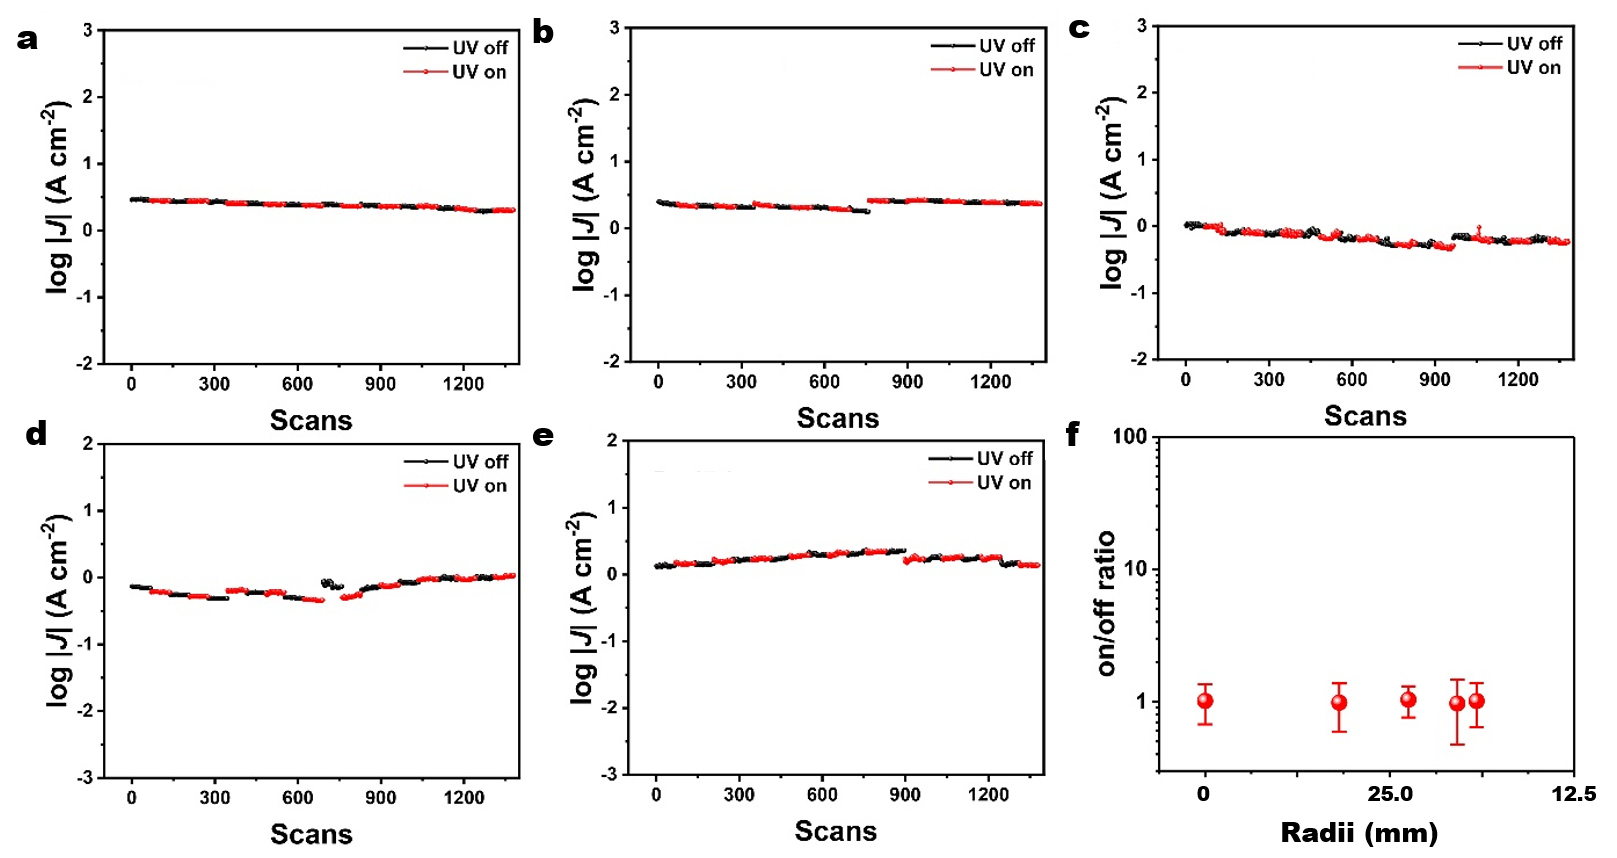 a
3
2
1
0
-1
-2
log |J| (A cm-2)
UV off
UV on
0 300 600 900 1200
Scans
b
3
2
1
0
-1
-2
log |J| (A cm-2)
UV off
UV on
0 300 600 900 1200
Scans
c
3
2
1
0
-1
-2
log |J| (A cm-2)
UV off
UV on
0 300 600 900 1200
Scans
d
2
1
0
-1
-2
-3
log |J| (A cm-2)
UV off
UV on
0 300 600 900 1200
Scans
e
2
1
0
-1
-2
-3
log |J| (A cm-2)
UV off
UV on
0 300 600 900 1200
Scans
f
100
10
1
on/off ratio
0 25.0 12.5
Radii (mm)